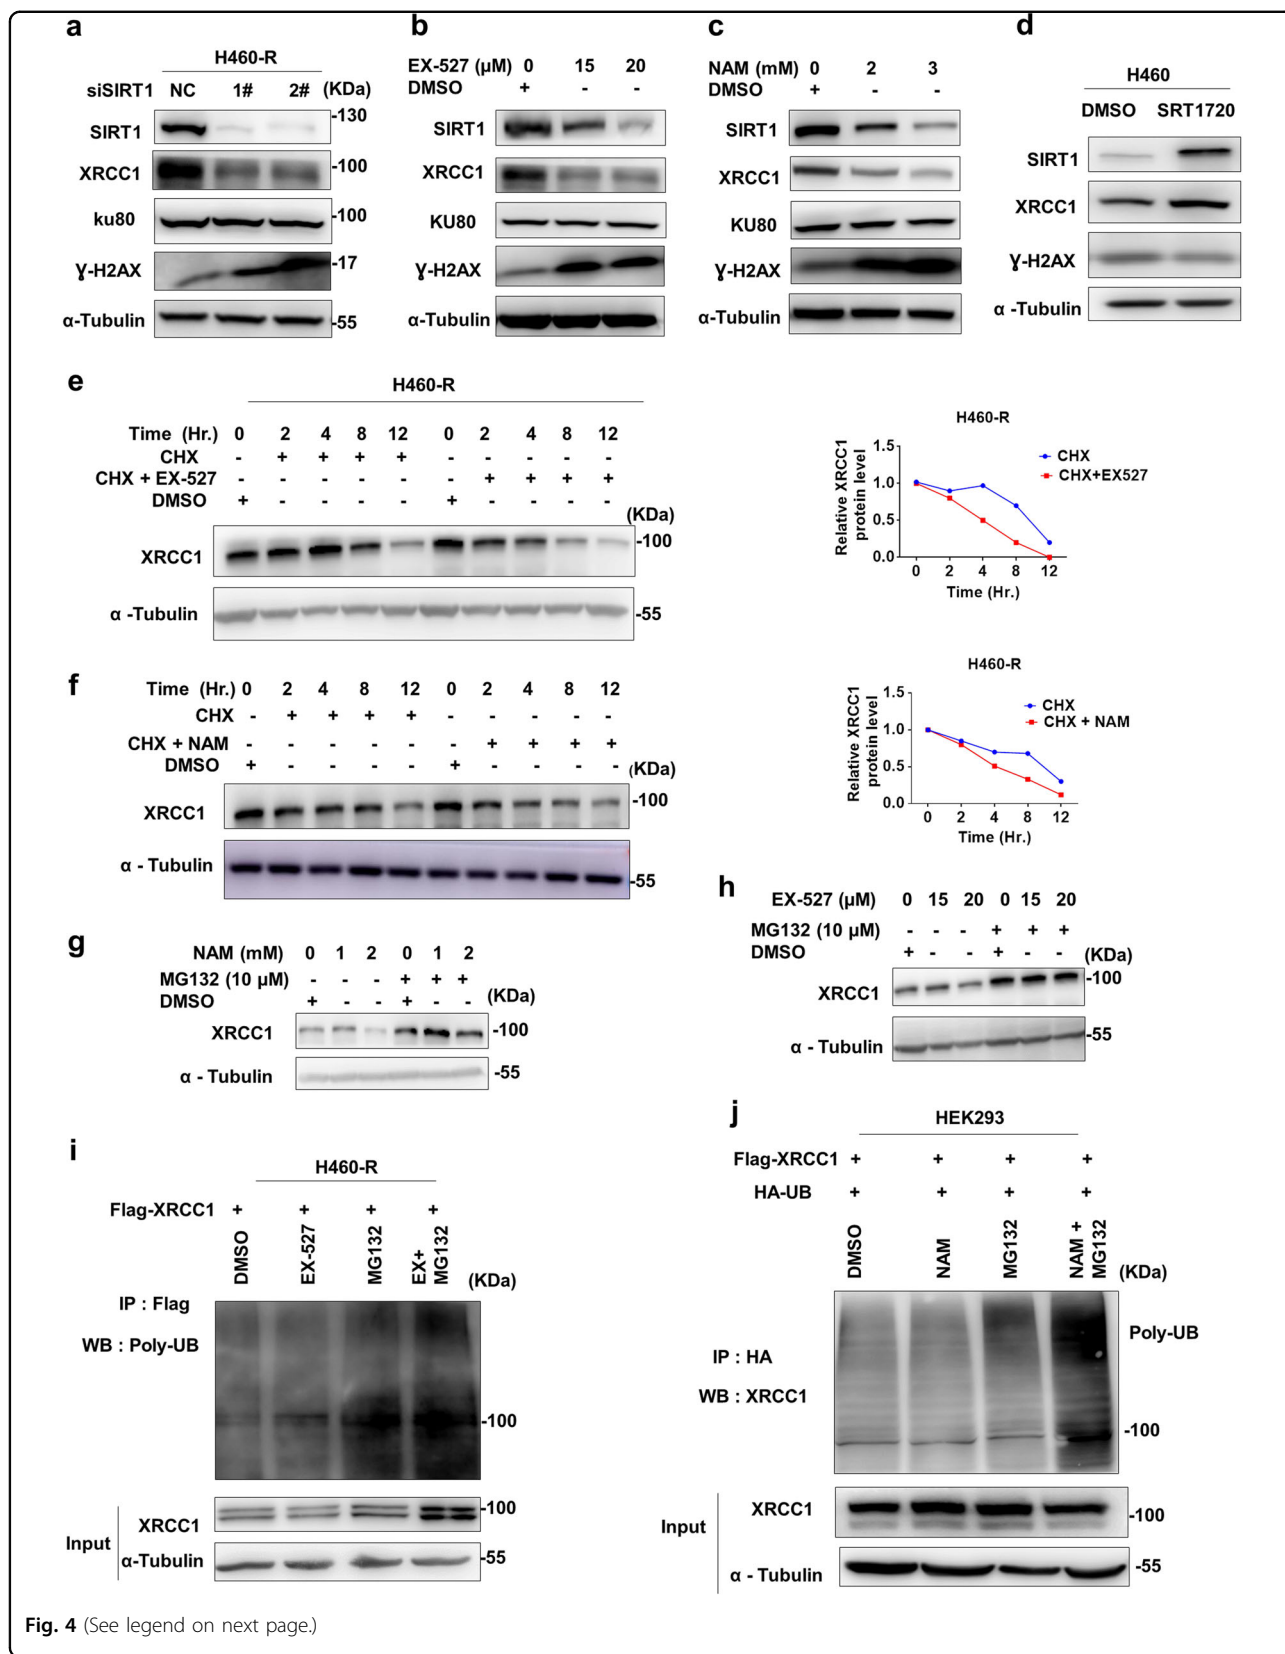 a
H460-R
siSIRT1 NC 1# 2# (KDa)
SIRT1 -130
XRCC1 -100
ku80 -100
Ɣ-H2AX -17
α-Tubulin -55
b
EX-527 (μM) 0 15 20
DMSO + - -
SIRT1
XRCC1
KU80
Ɣ-H2AX
α-Tubulin
c
NAM (mM) 0 2 3
DMSO + - -
SIRT1
XRCC1
KU80
Ɣ-H2AX
α-Tubulin
d
H460
DMSO SRT1720
SIRT1
XRCC1
Ɣ-H2AX
α -Tubulin
e
H460-R
Time (Hr.) 0 2 4 8 12 0 2 4 8 12
CHX - + + + + - - - - -
CHX + EX-527 - - - - - - + + + +
DMSO + - - - - + - - - -
(KDa)
XRCC1 -100
α -Tubulin -55
H460-R
Relative XRCC1
protein level
1.5
1.0
0.5
0.0
CHX
CHX+EX527
0 2 4 8 12
Time (Hr.)
f
Time (Hr.) 0 2 4 8 12 0 2 4 8 12
CHX - + + + + - - - - -
CHX + NAM - - - - - - + + + +
DMSO + - - - - + - - - -
(KDa)
XRCC1 -100
α - Tubulin -55
H460-R
Relative XRCC1
protein level
1.5
1.0
0.5
0.0
CHX
CHX + NAM
0 2 4 8 12
Time (Hr.)
g
NAM (mM) 0 1 2 0 1 2
MG132 (10 μM) - - - + + +
DMSO + - - + - - (KDa)
XRCC1 -100
α - Tubulin -55
h
EX-527 (μM) 0 15 20 0 15 20
MG132 (10 μM) - - - + + +
DMSO + - - + - - (KDa)
XRCC1 -100
α - Tubulin -55
i
H460-R
Flag-XRCC1 + + + +
DMSO EX-527 MG132 EX+ MG132 (KDa)
IP : Flag
WB : Poly-UB
-100
Input
XRCC1 -100
α-Tubulin -55
j
HEK293
Flag-XRCC1 + + + +
HA-UB + + + +
DMSO NAM MG132 NAM + MG132 (KDa)
Poly-UB
IP : HA
WB : XRCC1
-100
Input
XRCC1 -100
α - Tubulin -55
Fig. 4 (See legend on next page.)